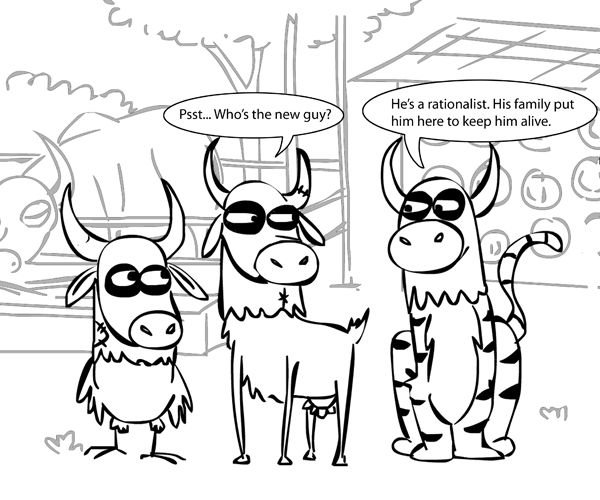 Psst... Who's the new guy?
He's a rationalist. His family put
him here to keep him alive.